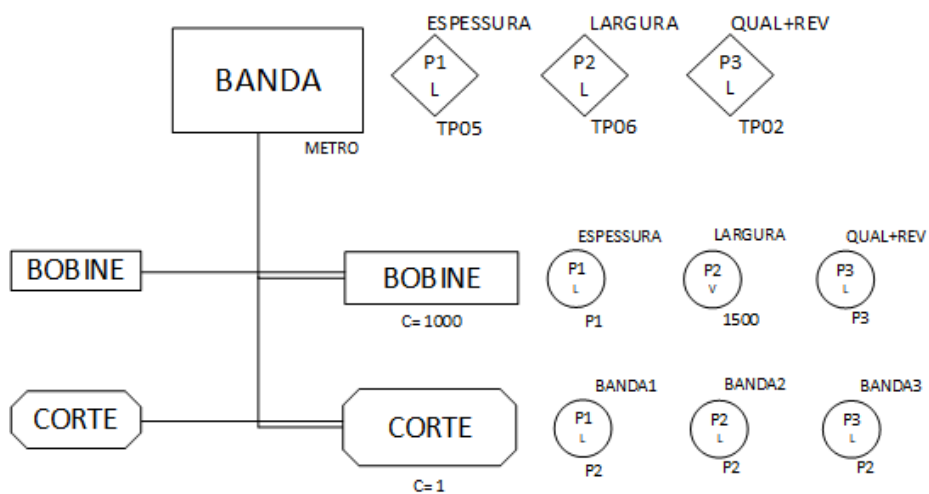 ESPESSURA LARGURA QUAL+REV
BANDA P1 P2 P3
L L L
TP05 TP06 TP02
METRO
ESPESSURA LARGURA QUAL+REV
BOBINE BOBINE P1 P2 P3
L V L
C=1000 P1 1500 P3
BANDA1 BANDA2 BANDA3
CORTE CORTE P1 P2 P3
L L L
P2 P2 P2
C=1